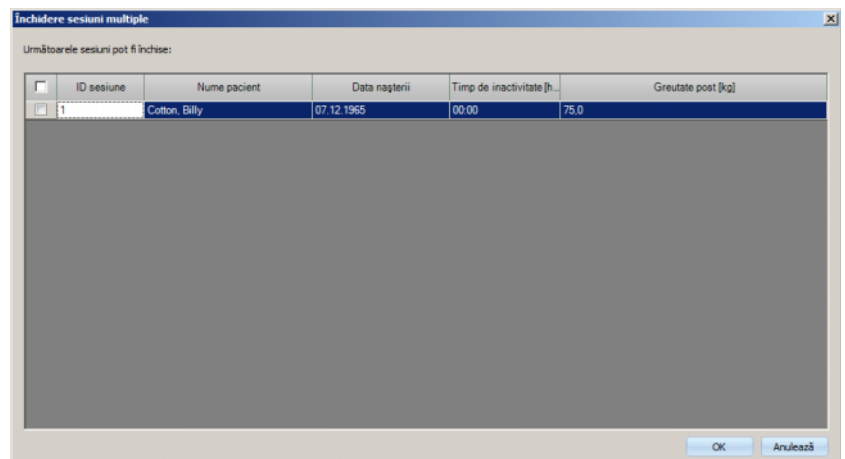 Închidere sesiuni multiple
Următoarele sesiuni pot fi închise:
ID sesiune Nume pacient Data naşterii Timp de inactivitate [h... Greutate post [kg]
1 Cotton, Billy 07.12.1965 00:00 75,0
OK Anulează